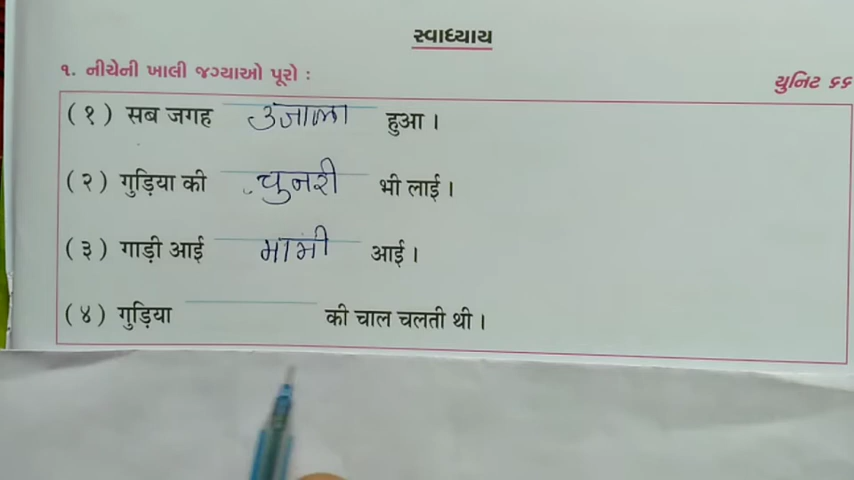 સ્વાધ્યાય
૧. નીચેની ખાલી જગ્યાઓ પૂરો :
યુનિટ ૬૬
(१) सब जगह उजाला हुआ ।
(२) गुड़िया की चुनरी भी लाई ।
(३) गाड़ी आई मामी आई ।
(४) गुड़िया की चाल चलती थी ।